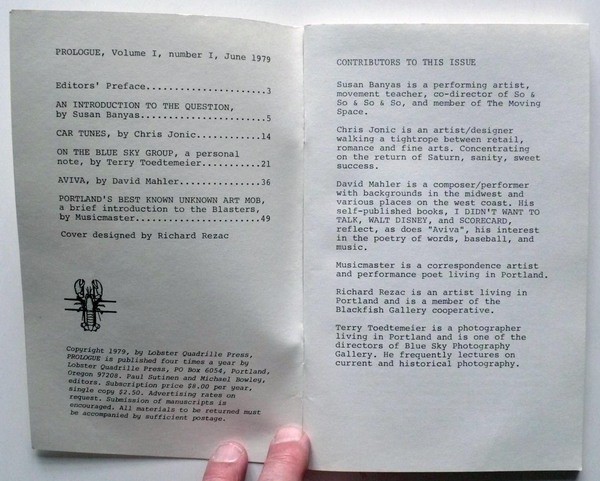 PROLOGUE, Volume I, number I, June 1979
Editors' Preface.....................3
AN INTRODUCTION TO THE QUESTION,
by Susan Banyas......................5
CAR TUNES, by Chris Jonic...........14
ON THE BLUE SKY GROUP, a personal
note, by Terry Toedtemeier..........21
AVIVA, by David Mahler..............36
PORTLAND'S BEST KNOWN UNKNOWN ART MOB,
a brief introduction to the Blasters,
by Musicmaster......................49
Cover designed by Richard Rezac
Copyright 1979, by Lobster Quadrille Press,
PROLOGUE is published four times a year by
Lobster Quadrille Press, PO Box 6054, Portland,
Oregon 97208. Paul Sutinen and Michael Bowley,
editors. Subscription price $8.00 per year.
single copy $2.50. Advertising rates on
request. Submission of manuscripts is
encouraged. All materials to be returned must
be accompanied by sufficient postage.
CONTRIBUTORS TO THIS ISSUE
Susan Banyas is a performing artist,
movement teacher, co-director of So &
So & So & So, and member of The Moving
Space.
Chris Jonic is an artist/designer
walking a tightrope between retail,
romance and fine arts. Concentrating
on the return of Saturn, sanity, sweet
success.
David Mahler is a composer/performer
with backgrounds in the midwest and
various places on the west coast. His
self-published books, I DIDN'T WANT TO
TALK, WALT DISNEY, and SCORECARD,
reflect, as does "Aviva", his interest
in the poetry of words, baseball, and
music.
Musicmaster is a correspondence artist
and performance poet living in Portland.
Richard Rezac is an artist living in
Portland and is a member of the
Blackfish Gallery cooperative.
Terry Toedtemeier is a photographer
living in Portland and is one of the
directors of Blue Sky Photography
Gallery. He frequently lectures on
current and historical photography.